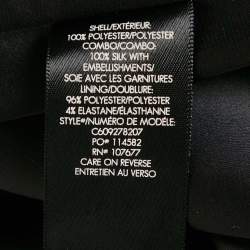 SHELL/EXTÉRIEUR:
100% POLYESTER/POLYESTER
COMBO/COMBO:
100% SILK WITH
EMBELLISHMENTS/
SOIE AVEC LES GARNITURES
LINING/DOUBLURE:
96% POLYESTER/POLYESTER
4% ELASTANE/ÉLASTHANNE
STYLE#/NUMÉRO DE MODÈLE:
C609278207
PO# 114582
RN# 107677
CARE ON REVERSE
ENTRETIEN AU VERSO